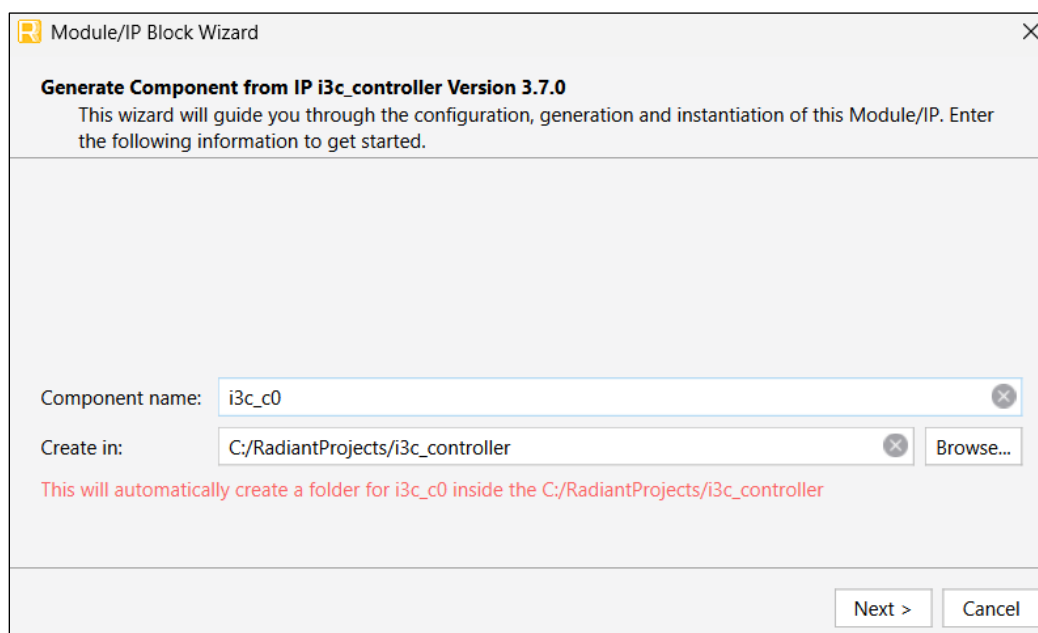 Module/IP Block Wizard
Generate Component from IP i3c_controller Version 3.7.0
This wizard will guide you through the configuration, generation and instantiation of this Module/IP. Enter
the following information to get started.
Component name: i3c_c0
Create in: C:/RadiantProjects/i3c_controller Browse...
This will automatically create a folder for i3c_c0 inside the C:/RadiantProjects/i3c_controller
Next > Cancel